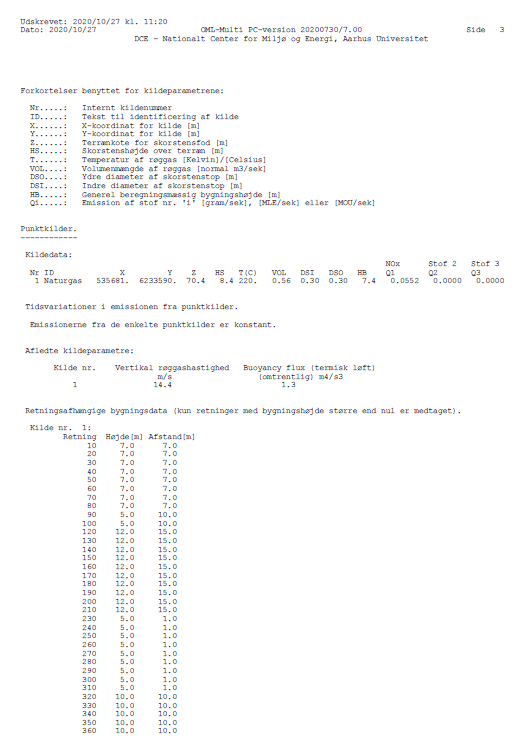 Udskrevet: 2020/10/27 kl. 11:20
Dato: 2020/10/27 OML-Multi PC-version 20200730/7.00 Side 3
DCE - Nationalt Center for Miljø og Energi, Aarhus Universitet
Forkortelser benyttet for kildeparametrene:
Nr.....: Internt kildenummer
ID.....: Tekst til identificering af kilde
X......: X-koordinat for kilde [m]
Y......: Y-koordinat for kilde [m]
Z......: Terrænkote for skorstensfod [m]
HS.....: Skorstenshøjde over terræn [m]
T......: Temperatur af røggas [Kelvin]/[Celsius]
VOL....: Volumenmængde af røggas [normal m3/sek]
DSO....: Ydre diameter af skorstenstop [m]
DSI....: Indre diameter af skorstenstop [m]
HB.....: Generel beregningsmæssig bygningshøjde [m]
Qi.....: Emission af stof nr. 'i' [gram/sek], [MLE/sek] eller [MOU/sek]
Punktkilder.
------------
Kildedata:
NOx Stof 2 Stof 3
Nr ID X Y Z HS T(C) VOL DSI DSO HB Q1 Q2 Q3
1 Naturgas 535681. 6233590. 70.4 8.4 220. 0.56 0.30 0.30 7.4 0.0552 0.0000 0.0000
Tidsvariationer i emissionen fra punktkilder.
Emissionerne fra de enkelte punktkilder er konstant.
Afledte kildeparametre:
Kilde nr. Vertikal røggashastighed Buoyancy flux (termisk løft)
m/s (omtrentlig) m4/s3
1 14.4 1.3
Retningsafhængige bygningsdata (kun retninger med bygningshøjde større end nul er medtaget).
Kilde nr. 1:
Retning Højde[m] Afstand[m]
10 7.0 7.0
20 7.0 7.0
30 7.0 7.0
40 7.0 7.0
50 7.0 7.0
60 7.0 7.0
70 7.0 7.0
80 7.0 7.0
90 5.0 10.0
100 5.0 10.0
120 12.0 15.0
130 12.0 15.0
140 12.0 15.0
150 12.0 15.0
160 12.0 15.0
170 12.0 15.0
180 12.0 15.0
190 12.0 15.0
200 12.0 15.0
210 12.0 15.0
230 5.0 1.0
240 5.0 1.0
250 5.0 1.0
260 5.0 1.0
270 5.0 1.0
280 5.0 1.0
290 5.0 1.0
300 5.0 1.0
310 5.0 1.0
320 10.0 10.0
330 10.0 10.0
340 10.0 10.0
350 10.0 10.0
360 10.0 10.0